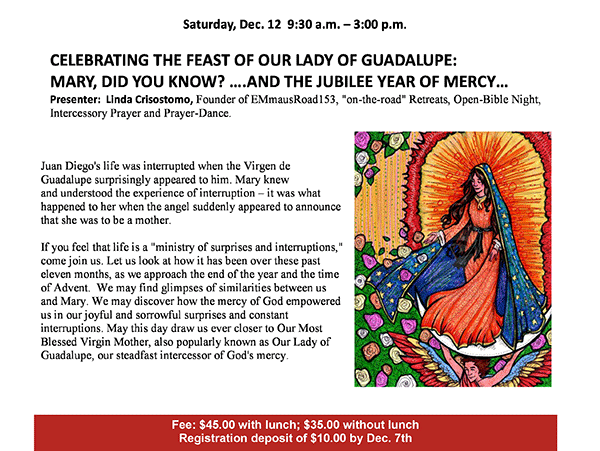 Saturday, Dec. 12  9:30 a.m. – 3:00 p.m.
CELEBRATING THE FEAST OF OUR LADY OF GUADALUPE:
MARY, DID YOU KNOW? ….AND THE JUBILEE YEAR OF MERCY…
Presenter:  Linda Crisostomo, Founder of EMmausRoad153, "on-the-road" Retreats, Open-Bible Night,
Intercessory Prayer and Prayer-Dance.
Juan Diego's life was interrupted when the Virgen de
Guadalupe surprisingly appeared to him. Mary knew
and understood the experience of interruption – it was what
happened to her when the angel suddenly appeared to announce
that she was to be a mother.
If you feel that life is a "ministry of surprises and interruptions,"
come join us. Let us look at how it has been over these past
eleven months, as we approach the end of the year and the time
of Advent.  We may find glimpses of similarities between us
and Mary. We may discover how the mercy of God empowered
us in our joyful and sorrowful surprises and constant
interruptions. May this day draw us ever closer to Our Most
Blessed Virgin Mother, also popularly known as Our Lady of
Guadalupe, our steadfast intercessor of God's mercy.
Fee: $45.00 with lunch; $35.00 without lunch
Registration deposit of $10.00 by Dec. 7th